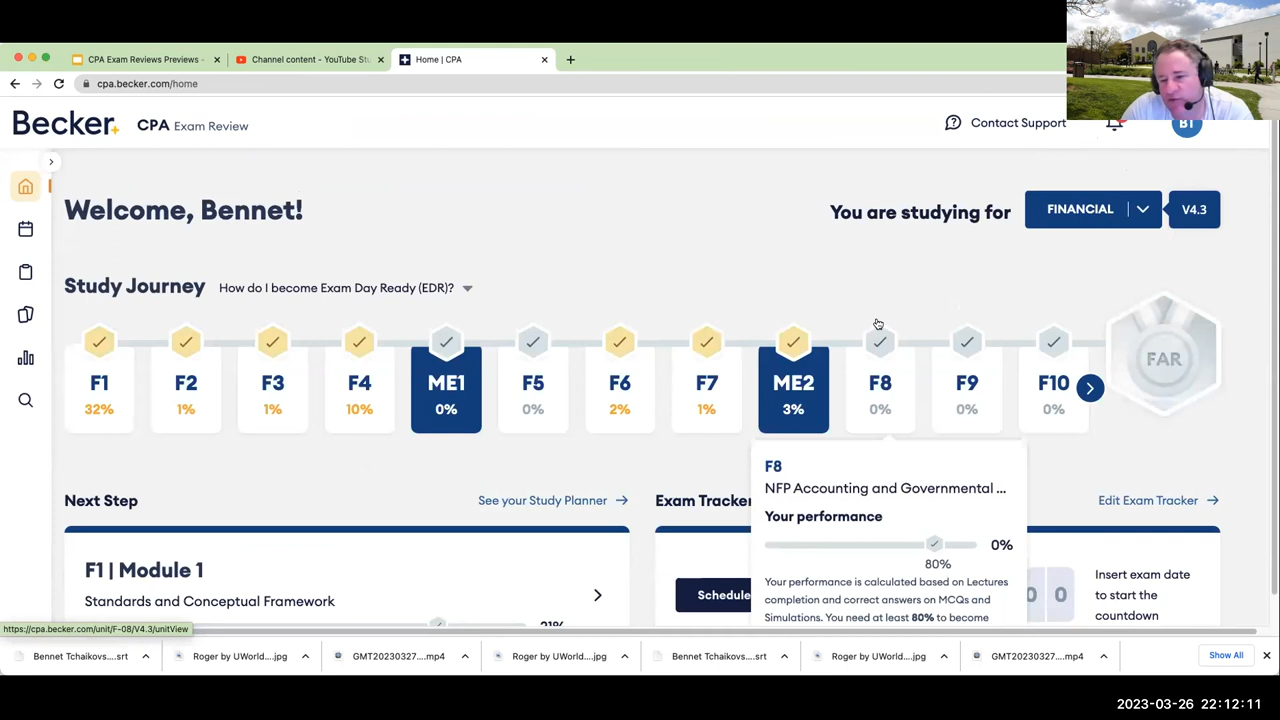 CPA Exam Reviews Previews -
Channel content - YouTube Stu
Home | CPA
cpa.becker.com/home
Becker.
CPA Exam Review
Contact Support
BT
Welcome, Bennet!
You are studying for
FINANCIAL
V4.3
Study Journey
How do I become Exam Day Ready (EDR)?
F1 F2 F3 F4 ME1 F5 F6 F7 ME2 F8 F9 F10
32% 1% 1% 10% 0% 0% 2% 1% 3% 0% 0% 0%
FAR
F8
NFP Accounting and Governmental ...
Your performance
0%
80%
Your performance is calculated based on Lectures
completion and correct answers on MCQs and
Simulations. You need at least 80% to become
Next Step
See your Study Planner
Exam Tracker
Edit Exam Tracker
F1 | Module 1
Standards and Conceptual Framework
Schedule
0 0
Insert exam date
to start the
countdown
https://cpa.becker.com/unit/F-08/V4.3/unitView
Bennet Tchaikovs....srt
Roger by UWorld....jpg
GMT20230327....mp4
Roger by UWorld....jpg
Bennet Tchaikovs....srt
Roger by UWorld....jpg
GMT20230327....mp4
Show All
2023-03-26 22:12:11